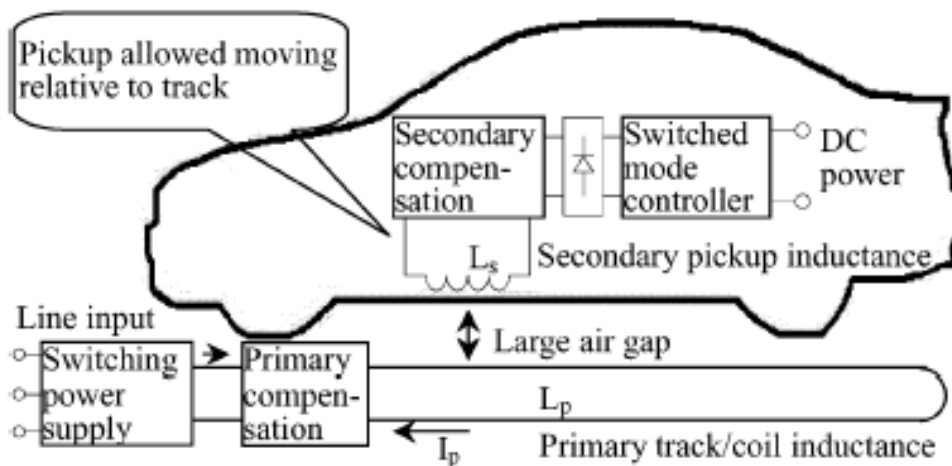 Pickup allowed moving
relative to track
Secondary
compen-
sation
Switched
mode
controller
DC
power
Ls
Secondary pickup inductance
Line input
Large air gap
Switching
power
supply
Primary
compen-
sation
Lp
Ip
Primary track/coil inductance